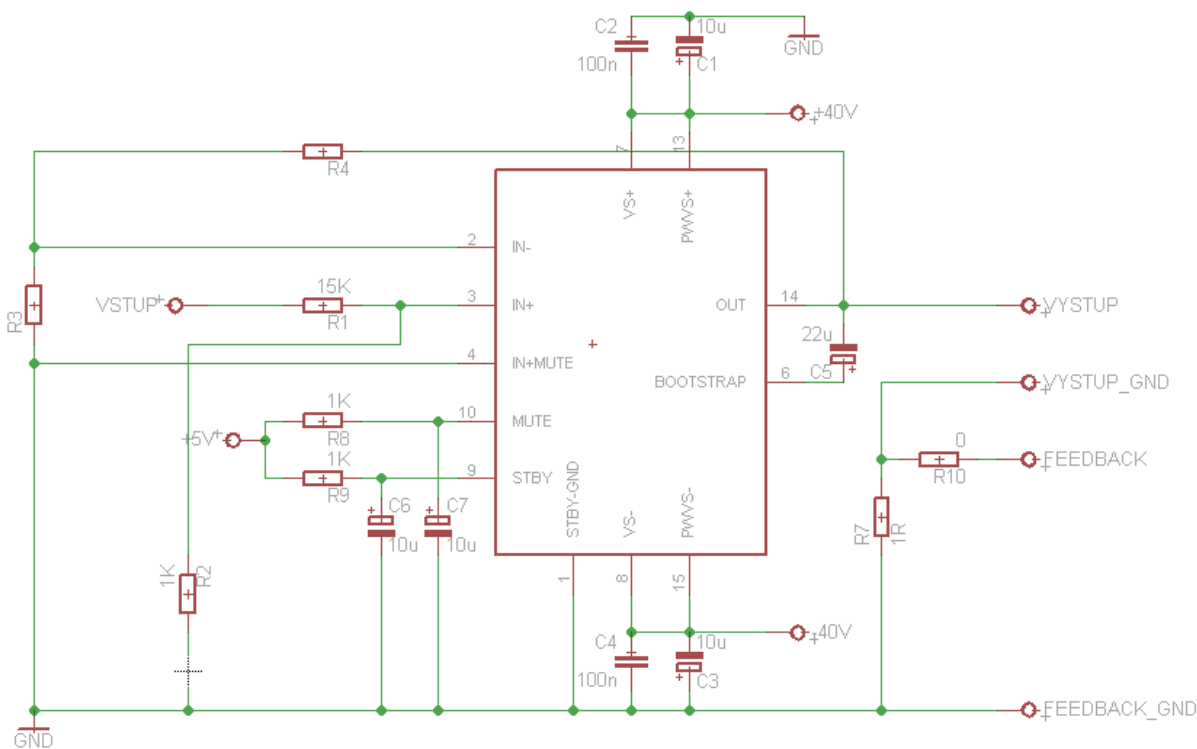 C2
10u
GND
100n
C1
+40V
7
13
R4
VS+
PWVS+
2
IN-
VSTUP
15K
R1
3
IN+
OUT
14
VYSTUP
R3
22u
C5
4
IN+MUTE
BOOTSTRAP
6
VYSTUP_GND
1K
R8
10
MUTE
+5V
0
R10
FEEDBACK
1K
R9
9
STBY
STBY-GND
VS-
PWVS-
C6
10u
C7
10u
R7
1R
1K
R2
1
8
15
C4
10u
+40V
100n
C3
FEEDBACK_GND
GND